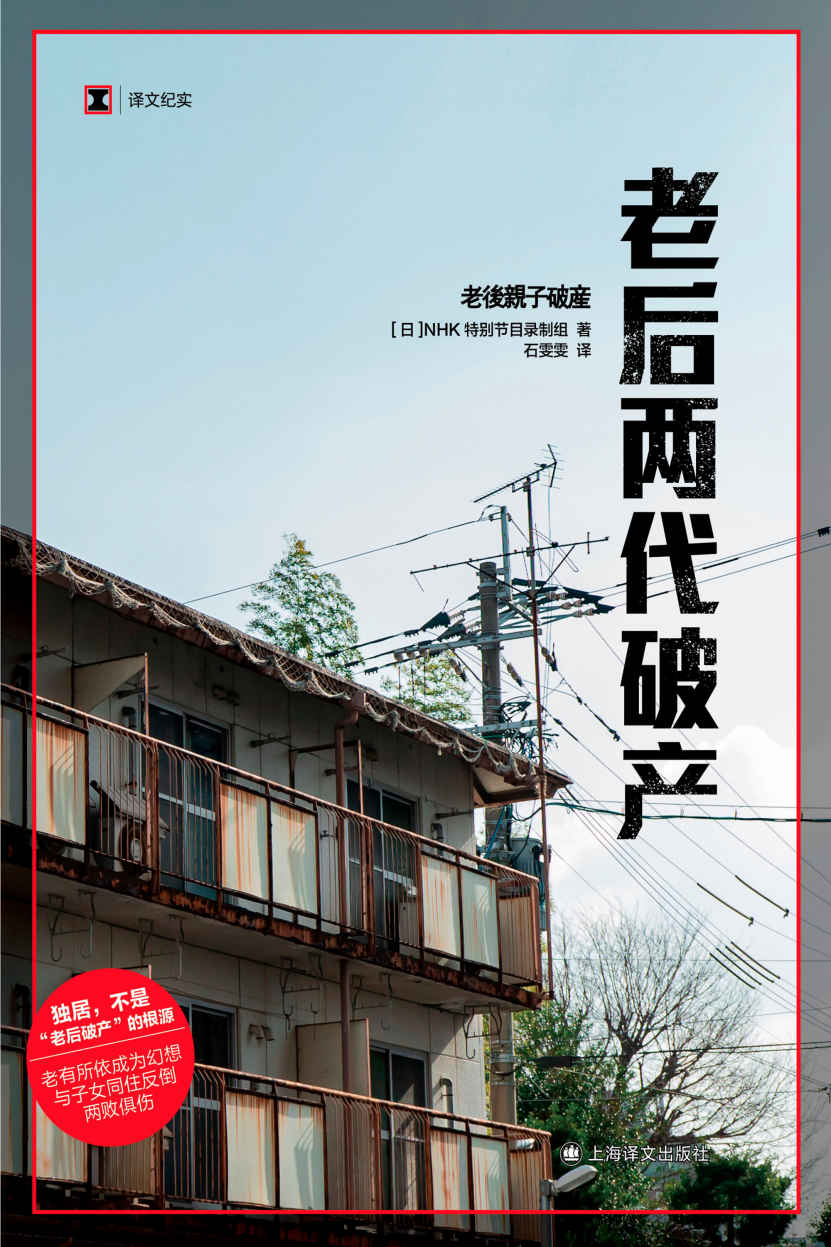 译文纪实
老后两代破产
老後親子破産
[日]NHK 特别节目录制组 著
石雯雯 译
独居，不是
“老后破产”的根源
老有所依成为幻想
与子女同住反倒
两败俱伤
上海译文出版社